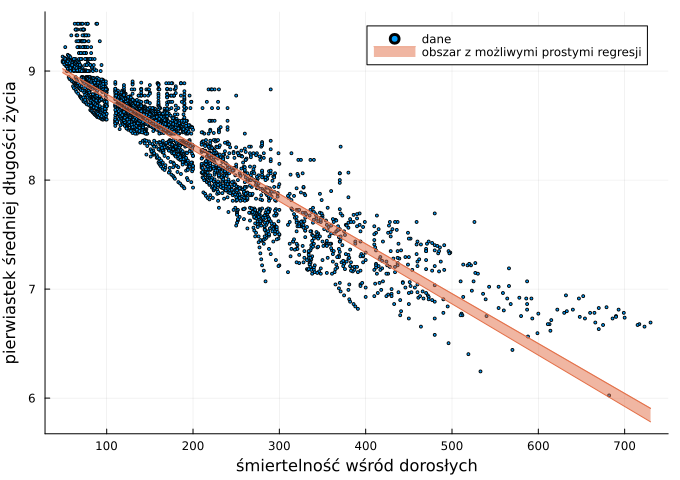 dane
obszar z możliwymi prostymi regresji
pierwiastek średniej długości życia
9
8
7
6
100 200 300 400 500 600 700
śmiertelność wśród dorosłych